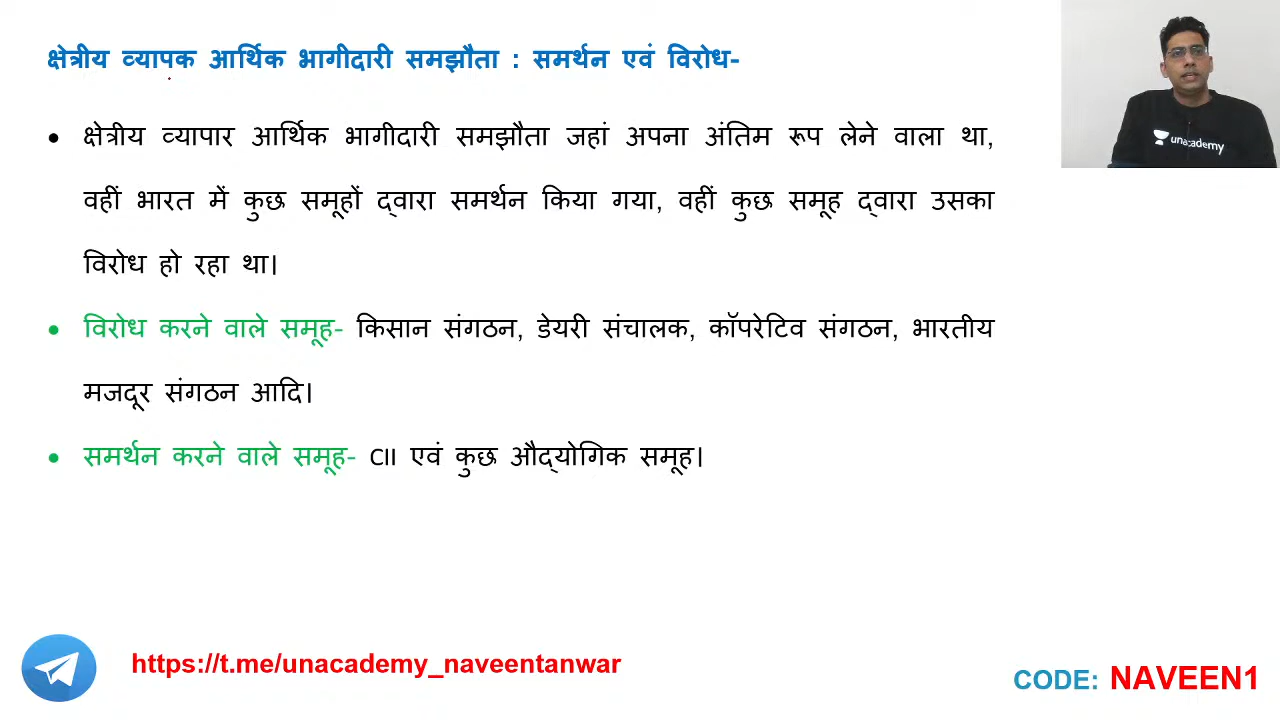 क्षेत्रीय व्यापक आर्थिक भागीदारी समझौता : समर्थन एवं विरोध-
unacademy
• क्षेत्रीय व्यापार आर्थिक भागीदारी समझौता जहां अपना अंतिम रूप लेने वाला था,
वहीं भारत में कुछ समूहों द्वारा समर्थन किया गया, वहीं कुछ समूह द्वारा उसका
विरोध हो रहा था।
• विरोध करने वाले समूह- किसान संगठन, डेयरी संचालक, कॉपरेटिव संगठन, भारतीय
मजदूर संगठन आदि।
• समर्थन करने वाले समूह- CII एवं कुछ औद्योगिक समूह।
https://t.me/unacademy_naveentanwar
CODE: NAVEEN1